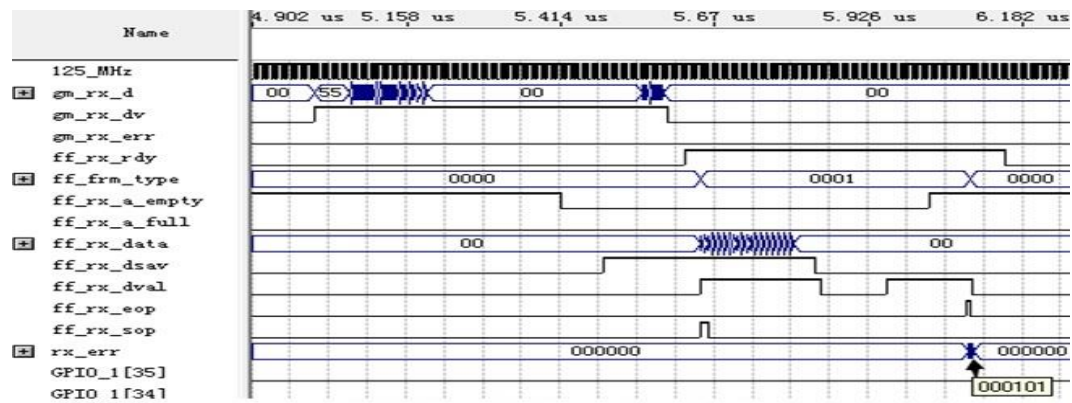 4.902 us 5.158 us 5.414 us 5.67 us 5.926 us 6.182 us
Name
125_MHz
gm_rx_d 00 55 00 00
gm_rx_dv
gm_rx_err
ff_rx_rdy
ff_frm_type 0000 0001 0000
ff_rx_a_empty
ff_rx_a_full
ff_rx_data 00 00
ff_rx_dsav
ff_rx_dval
ff_rx_eop
ff_rx_sop
rx_err 000000 000000
GPIO_1[35]
000101
GPIO_1[34]